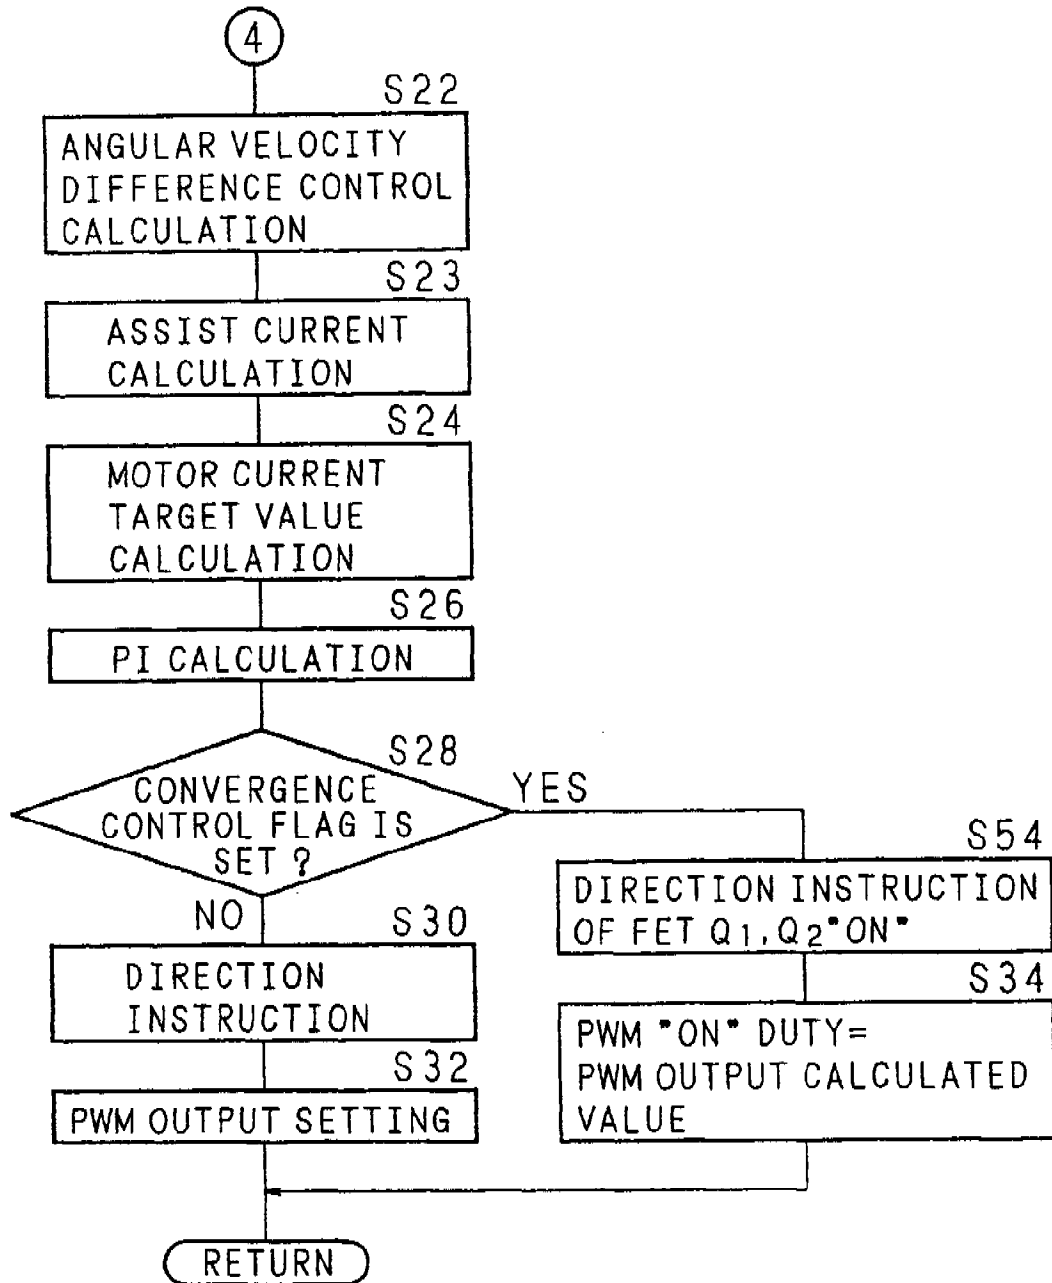 4
S22
ANGULAR VELOCITY
DIFFERENCE CONTROL
CALCULATION
S23
ASSIST CURRENT
CALCULATION
S24
MOTOR CURRENT
TARGET VALUE
CALCULATION
S26
PI CALCULATION
S28
CONVERGENCE
CONTROL FLAG IS
SET ?
YES
NO
S30
DIRECTION
INSTRUCTION
S32
PWM OUTPUT SETTING
S54
DIRECTION INSTRUCTION
OF FET Q1, Q2 "ON"
S34
PWM "ON" DUTY=
PWM OUTPUT CALCULATED
VALUE
RETURN